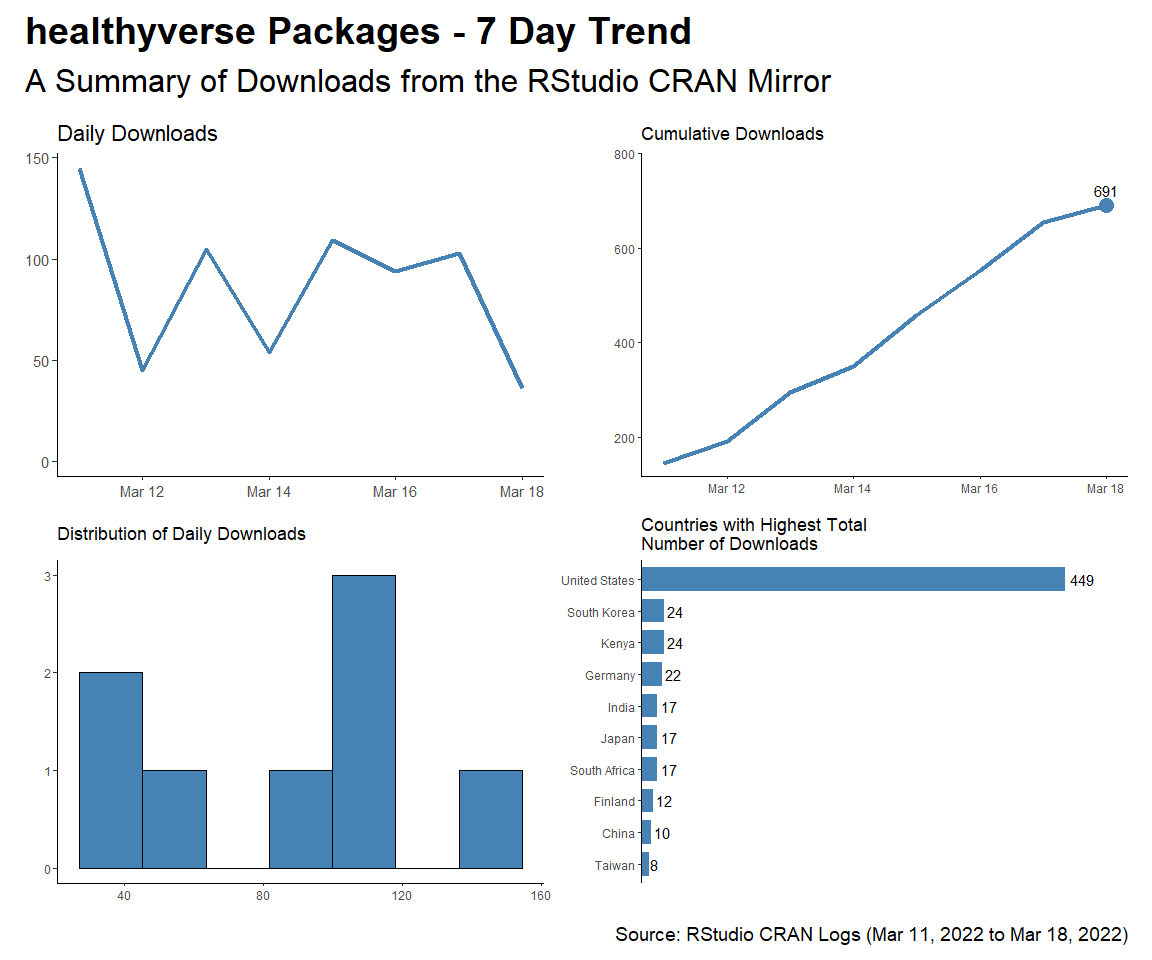 healthyverse Packages - 7 Day Trend
A Summary of Downloads from the RStudio CRAN Mirror
Daily Downloads
150
100
50
0
Mar 12
Mar 14
Mar 16
Mar 18
Cumulative Downloads
800
600
400
200
691
Mar 12
Mar 14
Mar 16
Mar 18
Distribution of Daily Downloads
3
2
1
0
40
80
120
160
Countries with Highest Total
Number of Downloads
United States 449
South Korea 24
Kenya 24
Germany 22
India 17
Japan 17
South Africa 17
Finland 12
China 10
Taiwan 8
Source: RStudio CRAN Logs (Mar 11, 2022 to Mar 18, 2022)